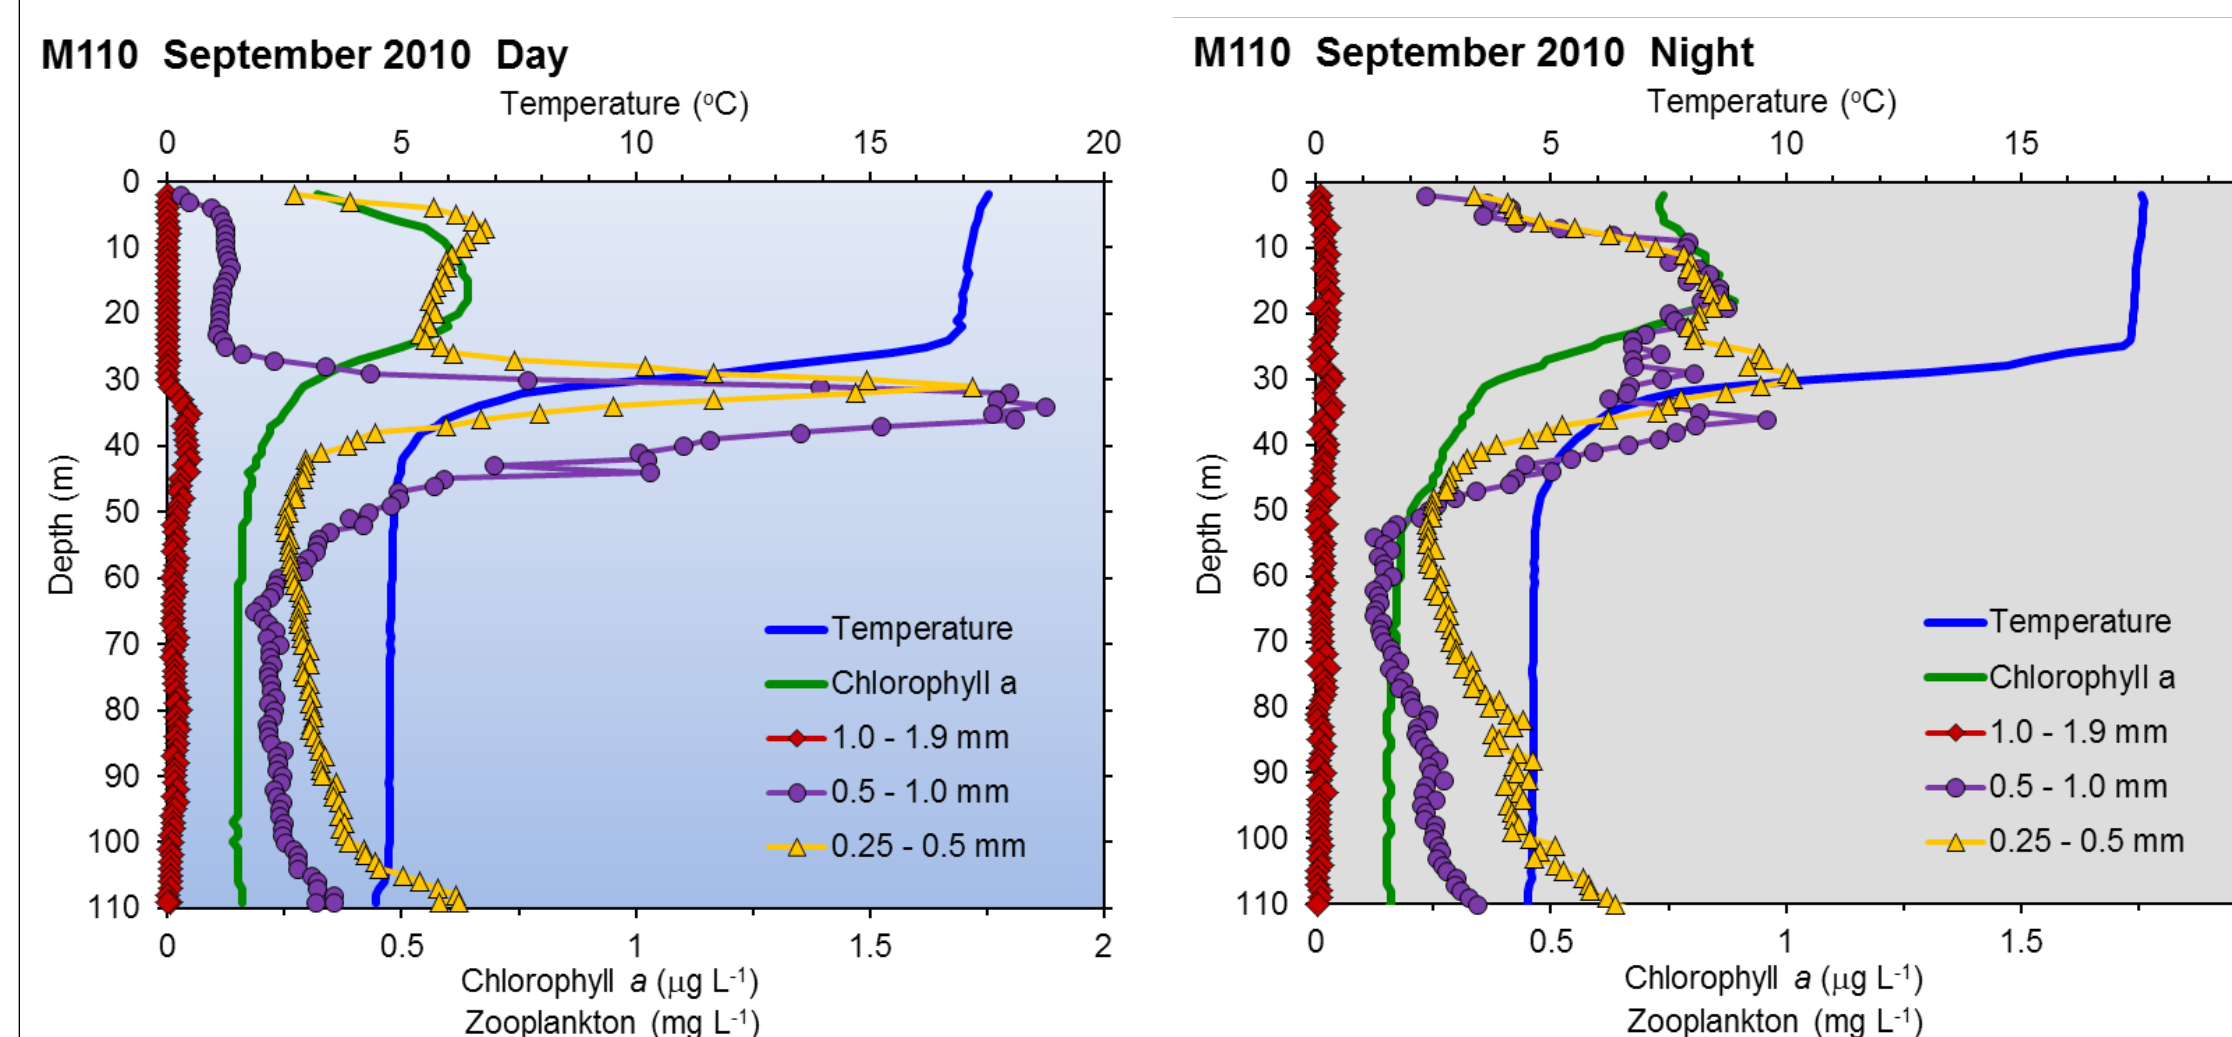 M110 September 2010 Day
Temperature (°C)
0 5 10 15 20
0
10
20
30
40
50
60
70
80
90
100
110
Depth (m)
Temperature
Chlorophyll a
1.0 - 1.9 mm
0.5 - 1.0 mm
0.25 - 0.5 mm
0 0.5 1 1.5 2
Chlorophyll a (μg L⁻¹)
Zooplankton (mg L⁻¹)
M110 September 2010 Night
Temperature (°C)
0 5 10 15
0
10
20
30
40
50
60
70
80
90
100
110
Depth (m)
Temperature
Chlorophyll a
1.0 - 1.9 mm
0.5 - 1.0 mm
0.25 - 0.5 mm
0 0.5 1 1.5
Chlorophyll a (μg L⁻¹)
Zooplankton (mg L⁻¹)